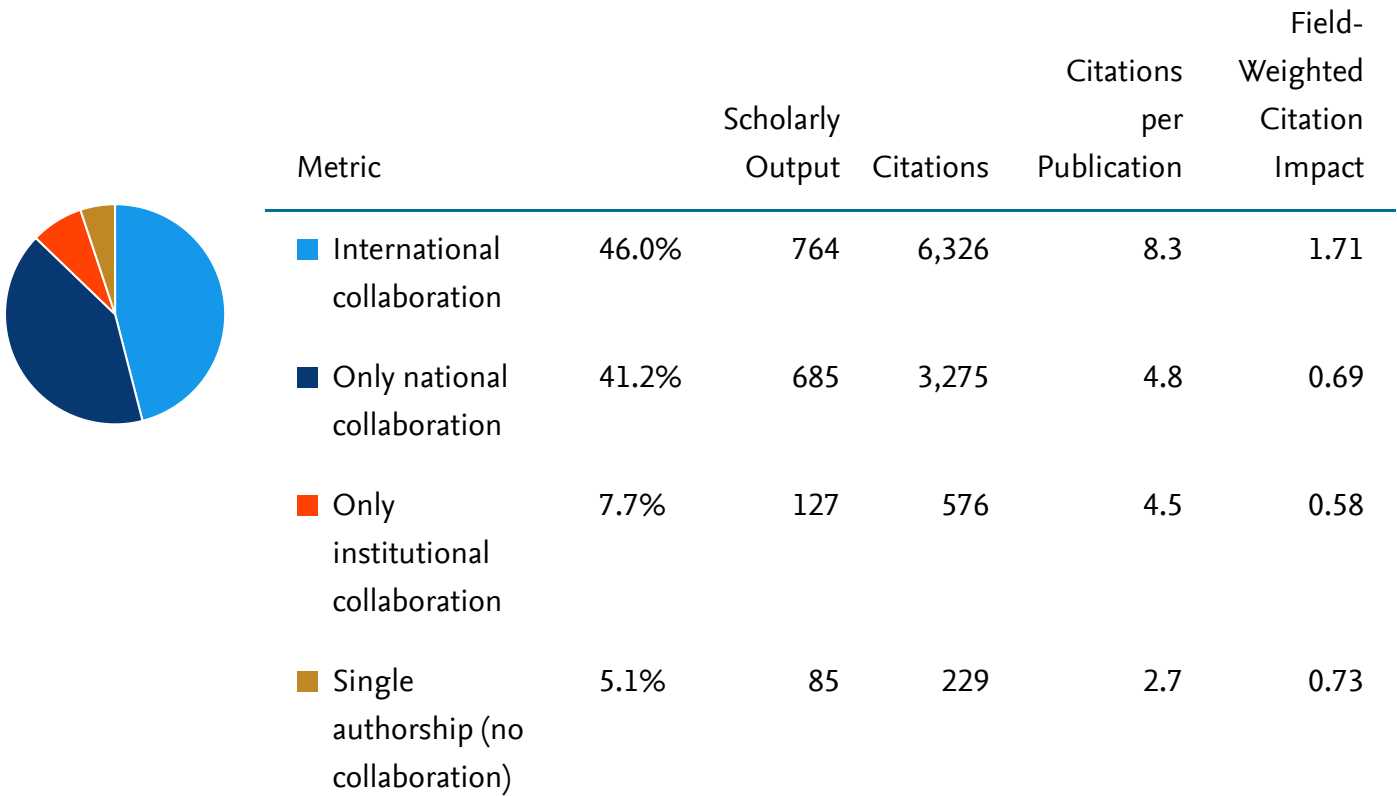 Metric
Scholarly
Output
Citations
Citations
per
Publication
Field-
Weighted
Citation
Impact
International
collaboration
46.0%
764
6,326
8.3
1.71
Only national
collaboration
41.2%
685
3,275
4.8
0.69
Only
institutional
collaboration
7.7%
127
576
4.5
0.58
Single
authorship (no
collaboration)
5.1%
85
229
2.7
0.73